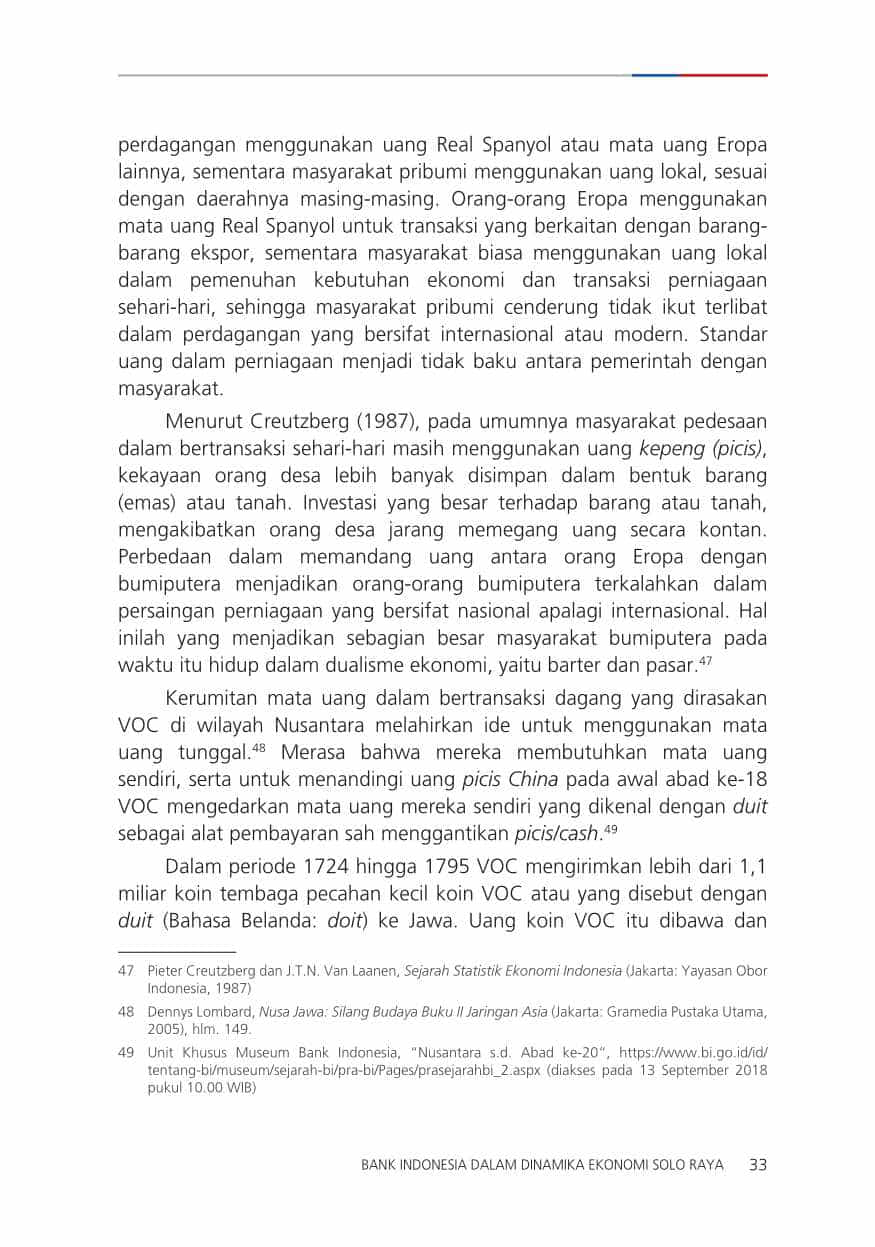 perdagangan menggunakan uang Real Spanyol atau mata uang Eropa
lainnya, sementara masyarakat pribumi menggunakan uang lokal, sesuai
dengan daerahnya masing-masing. Orang-orang Eropa menggunakan
mata uang Real Spanyol untuk transaksi yang berkaitan dengan barang-
barang ekspor, sementara masyarakat biasa menggunakan uang lokal
dalam pemenuhan kebutuhan ekonomi dan transaksi perniagaan
sehari-hari, sehingga masyarakat pribumi cenderung tidak ikut terlibat
dalam perdagangan yang bersifat internasional atau modern. Standar
uang dalam perniagaan menjadi tidak baku antara pemerintah dengan
masyarakat.
Menurut Creutzberg (1987), pada umumnya masyarakat pedesaan
dalam bertransaksi sehari-hari masih menggunakan uang kepeng (picis),
kekayaan orang desa lebih banyak disimpan dalam bentuk barang
(emas) atau tanah. Investasi yang besar terhadap barang atau tanah,
mengakibatkan orang desa jarang memegang uang secara kontan.
Perbedaan dalam memandang uang antara orang Eropa dengan
bumiputera menjadikan orang-orang bumiputera terkalahkan dalam
persaingan perniagaan yang bersifat nasional apalagi internasional. Hal
inilah yang menjadikan sebagian besar masyarakat bumiputera pada
waktu itu hidup dalam dualisme ekonomi, yaitu barter dan pasar.47
Kerumitan mata uang dalam bertransaksi dagang yang dirasakan
VOC di wilayah Nusantara melahirkan ide untuk menggunakan mata
uang tunggal.48 Merasa bahwa mereka membutuhkan mata uang
sendiri, serta untuk menandingi uang picis China pada awal abad ke-18
VOC mengedarkan mata uang mereka sendiri yang dikenal dengan duit
sebagai alat pembayaran sah menggantikan picis/cash.49
Dalam periode 1724 hingga 1795 VOC mengirimkan lebih dari 1,1
miliar koin tembaga pecahan kecil koin VOC atau yang disebut dengan
duit (Bahasa Belanda: doit) ke Jawa. Uang koin VOC itu dibawa dan
47 Pieter Creutzberg dan J.T.N. Van Laanen, Sejarah Statistik Ekonomi Indonesia (Jakarta: Yayasan Obor
Indonesia, 1987)
48 Dennys Lombard, Nusa Jawa: Silang Budaya Buku II Jaringan Asia (Jakarta: Gramedia Pustaka Utama,
2005), hlm. 149.
49 Unit Khusus Museum Bank Indonesia, “Nusantara s.d. Abad ke-20“, https://www.bi.go.id/id/
tentang-bi/museum/sejarah-bi/pra-bi/Pages/prasejarahbi_2.aspx (diakses pada 13 September 2018
pukul 10.00 WIB)
BANK INDONESIA DALAM DINAMIKA EKONOMI SOLO RAYA 33